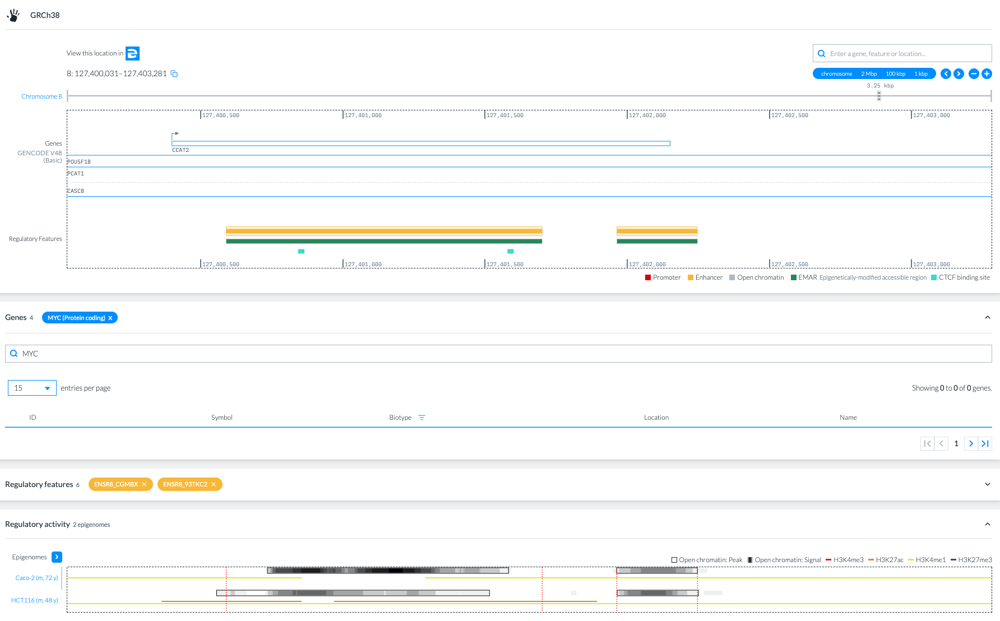 GRCh38
View this location in
Enter a gene, feature or location...
8: 127,400,031–127,403,281
chromosome 2 Mbp 100 kbp 1 kbp
3.25 kbp
Chromosome 8
127,400,500 127,401,000 127,401,500 127,402,000 127,402,500 127,403,000
Genes
GENCODE V48
(Basic)
CCAT2
POU5F1B
PCAT1
CASC8
Regulatory Features
127,400,500 127,401,000 127,401,500 127,402,000 127,402,500 127,403,000
Promoter Enhancer Open chromatin EMAR Epigenetically-modified accessible region CTCF binding site
Genes 4 MYC (Protein coding) x
MYC
15 entries per page
Showing 0 to 0 of 0 genes.
ID Symbol Biotype Location Name
1
Regulatory features 6 ENSR8_CGMBX × ENSR8_93TKC2 ×
Regulatory activity 2 epigenomes
Epigenomes
Open chromatin: Peak Open chromatin: Signal H3K4me3 H3K27ac H3K4me1 H3K27me3
Caco-2 (m, 72 y)
HCT116 (m, 48 y)